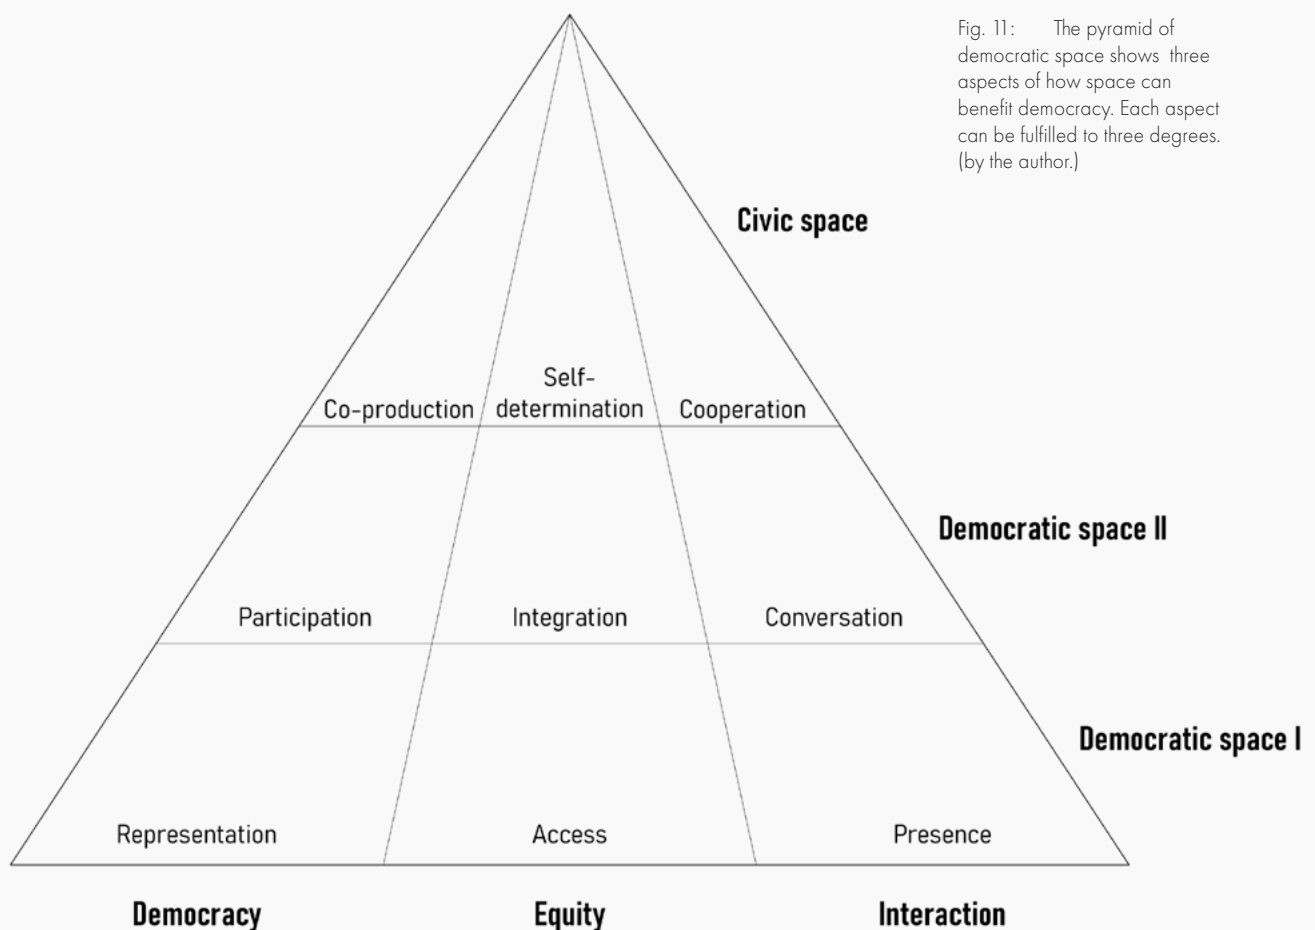 Fig. 11: The pyramid of
democratic space shows three
aspects of how space can
benefit democracy. Each aspect
can be fulfilled to three degrees.
(by the author.)
Civic space
Self-
Co-production determination Cooperation
Democratic space II
Participation Integration Conversation
Democratic space I
Representation Access Presence
Democracy Equity Interaction